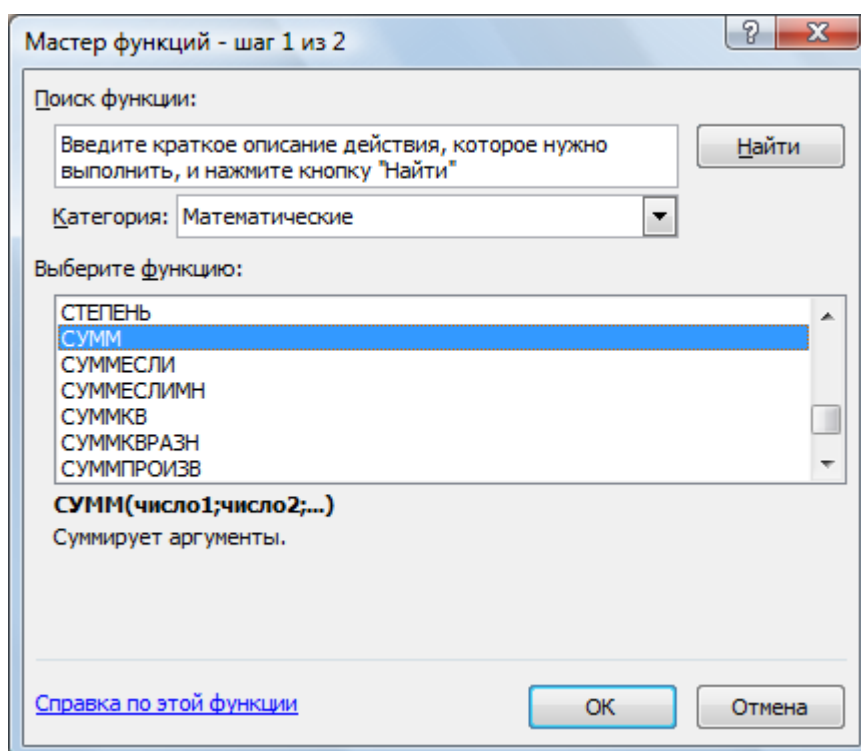 Мастер функций - шаг 1 из 2
Поиск функции:
Введите краткое описание действия, которое нужно
выполнить, и нажмите кнопку "Найти"
Найти
Категория: Математические
Выберите функцию:
СТЕПЕНЬ
СУММ
СУММЕСЛИ
СУММЕСЛИМН
СУММКВ
СУММКВРАЗН
СУММПРОИЗВ
СУММ(число1;число2;...)
Суммирует аргументы.
Справка по этой функции
ОК
Отмена